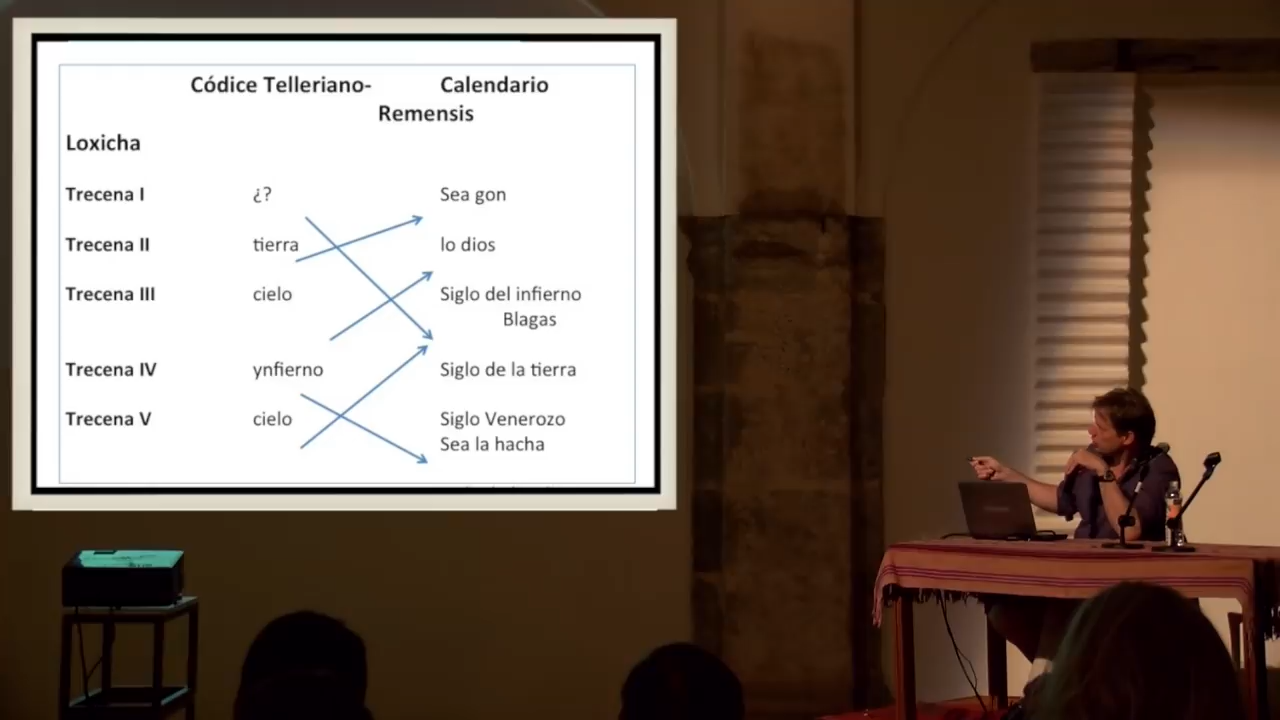 Códice Telleriano- Calendario
Remensis
Loxicha
Trecena I ¿? Sea gon
Trecena II tierra lo dios
Trecena III cielo Siglo del infierno
Blagas
Trecena IV ynfierno Siglo de la tierra
Trecena V cielo Siglo Venerozo
Sea la hacha